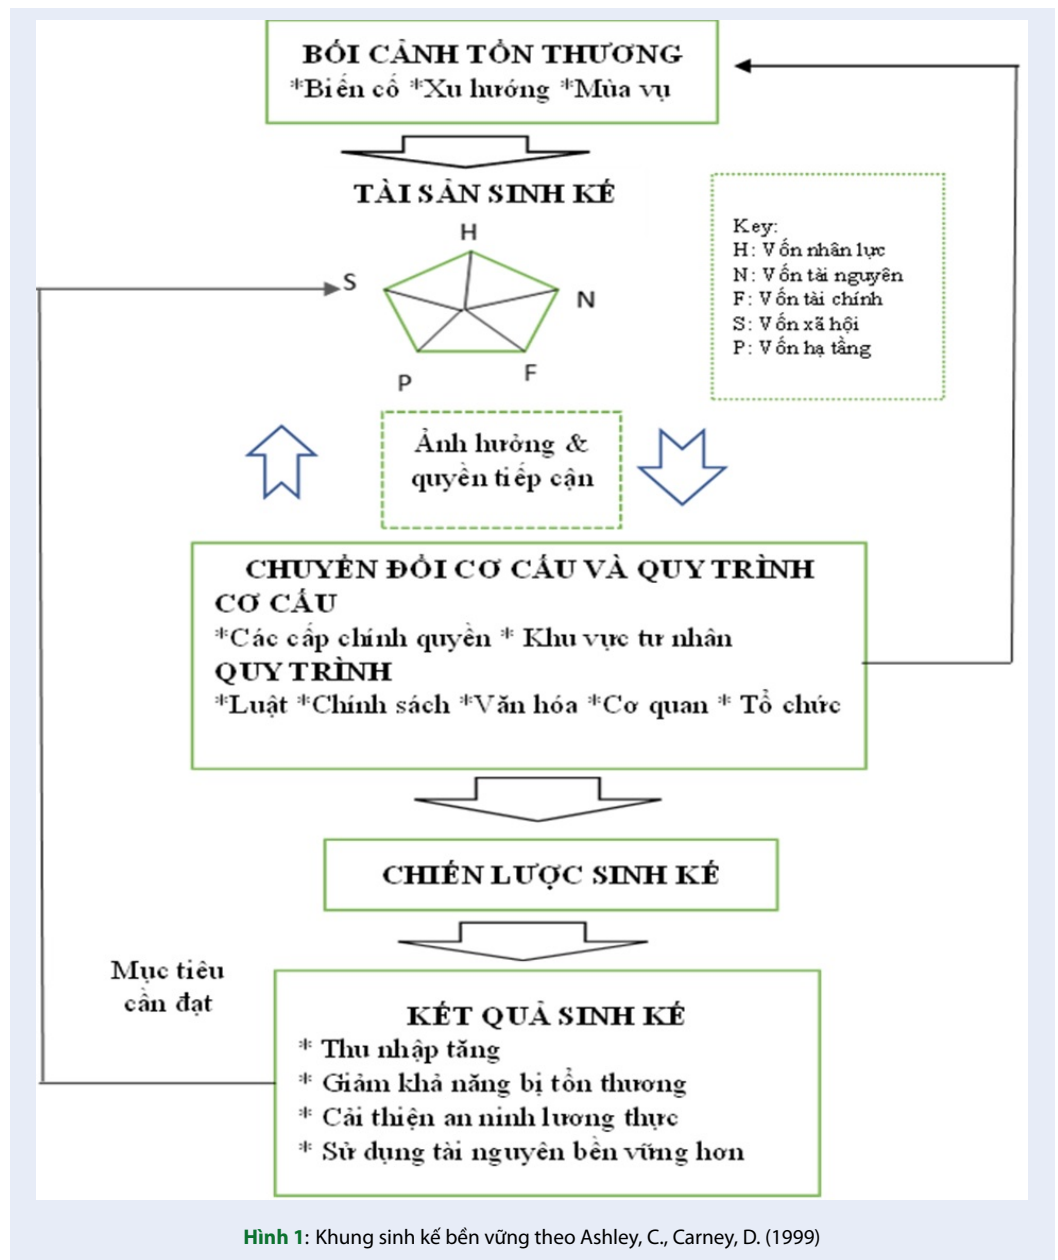 BỐI CẢNH TỔN THƯƠNG
*Biến cố *Xu hướng *Mùa vụ
TÀI SẢN SINH KẾ
H
S
N
P
F
Key:
H: Vốn nhân lực
N: Vốn tài nguyên
F: Vốn tài chính
S: Vốn xã hội
P: Vốn hạ tầng
Ảnh hưởng &
quyền tiếp cận
CHUYỂN ĐỔI CƠ CẤU VÀ QUY TRÌNH
CƠ CẤU
*Các cấp chính quyền * Khu vực tư nhân
QUY TRÌNH
*Luật *Chính sách *Văn hóa *Cơ quan * Tổ chức
CHIẾN LƯỢC SINH KẾ
Mục tiêu
cần đạt
KẾT QUẢ SINH KẾ
* Thu nhập tăng
* Giảm khả năng bị tổn thương
* Cải thiện an ninh lương thực
* Sử dụng tài nguyên bền vững hơn
Hình 1: Khung sinh kế bền vững theo Ashley, C., Carney, D. (1999)